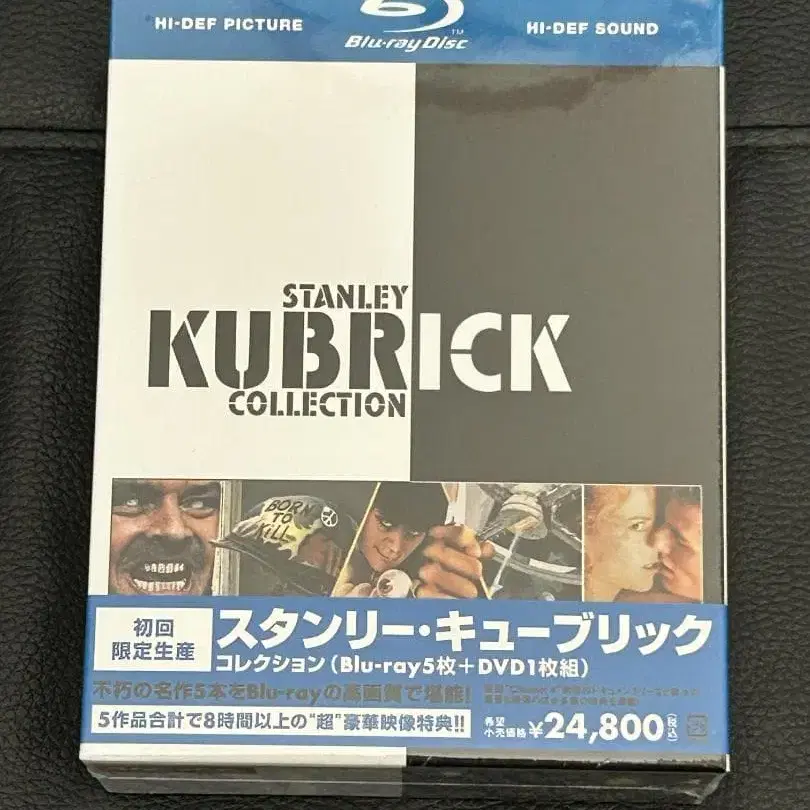 HI-DEF PICTURE
Blu-ray Disc™
HI-DEF SOUND
STANLEY
KUBRICK
COLLECTION
BORN
TO
KILL
初回
限定生産
スタンリー・キューブリック
コレクション（Blu-ray5枚＋DVD1枚組）
不朽の名作5本をBlu-rayの高画質で堪能!
5作品合計で8時間以上の“超”豪華映像特典!!
希望
小売価格 ¥24,800(税込)